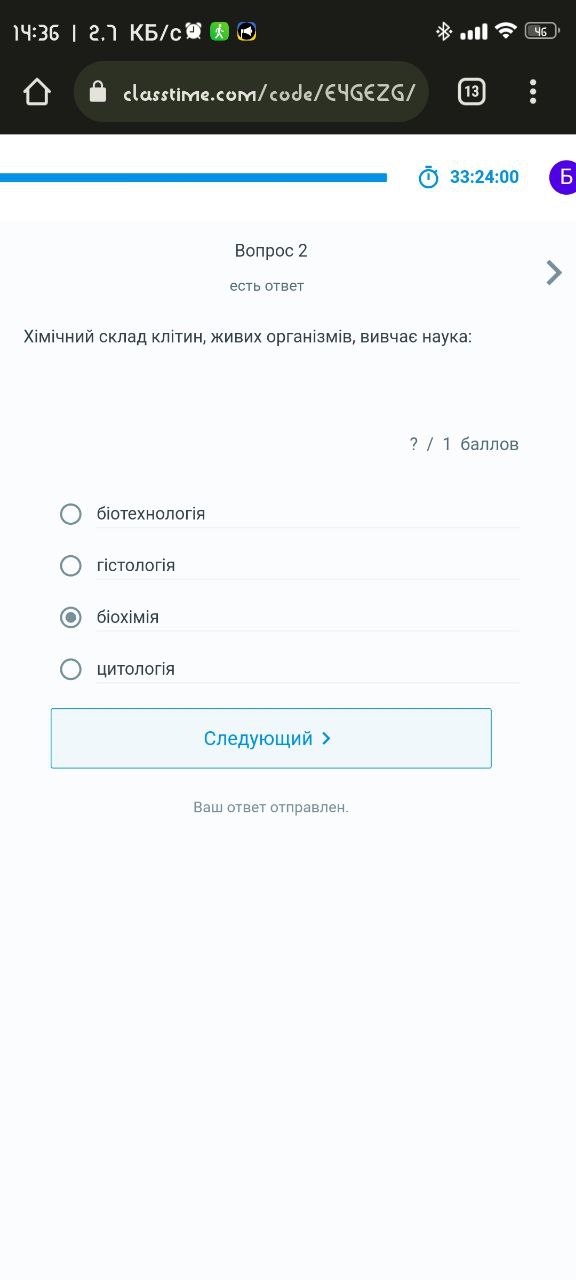 14:36 | 2.7 КБ/с
46
classtime.com/code/E4GEZG/
13
33:24:00
Б
Вопрос 2
есть ответ
Хімічний склад клітин, живих організмів, вивчає наука:
? / 1 баллов
біотехнологія
гістологія
біохімія
цитологія
Следующий
Ваш ответ отправлен.